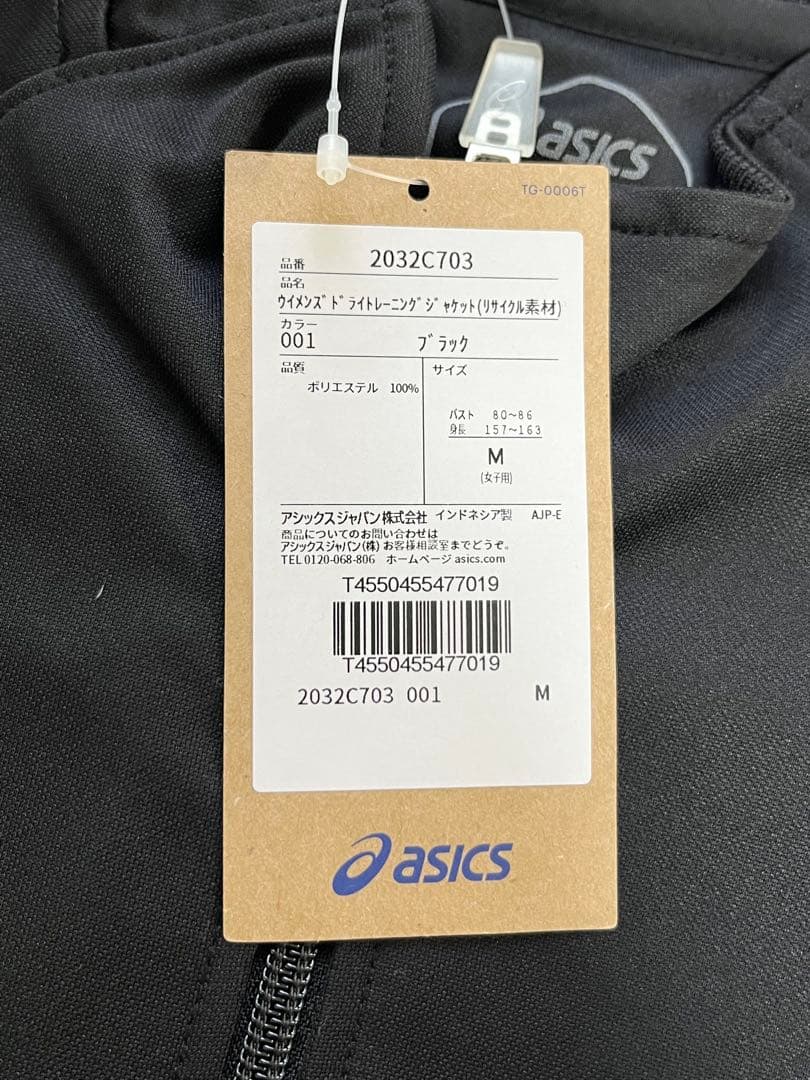 asics
TG-0006T
品番 2032C703
品名
ウイメンズドライトレーニングジャケット(リサイクル素材)
カラー
001 ブラック
品質 サイズ
ポリエステル 100%
バスト 80～86
身長 157～163
M
(女子用)
アシックスジャパン株式会社 インドネシア製 AJP-E
商品についてのお問い合わせは
アシックスジャパン(株)お客様相談室までどうぞ。
TEL 0120-068-806 ホームページ asics.com
T4550455477019
T4550455477019
2032C703 001 M
asics